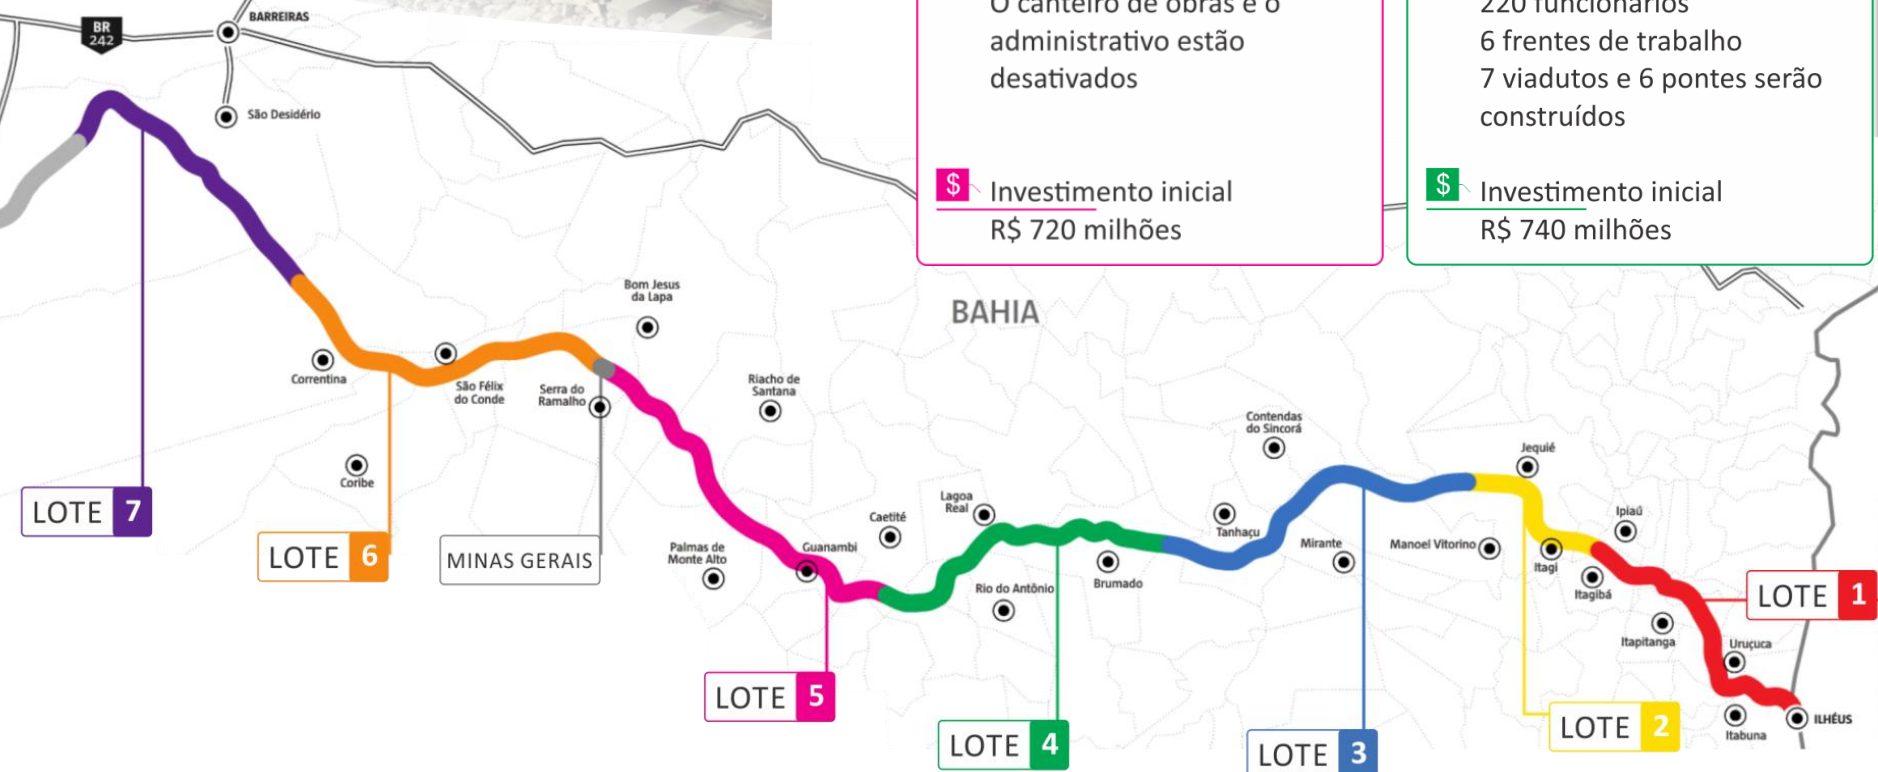 O canteiro de obras e o
administrativo estão
desativados
$ Investimento inicial
R$ 720 milhões
220 funcionários
6 frentes de trabalho
7 viadutos e 6 pontes serão
construídos
$ Investimento inicial
R$ 740 milhões
BR
242
BARREIRAS
São Desidério
BAHIA
Bom Jesus
da Lapa
Correntina
São Félix
do Conde
Serra do
Ramalho
Riacho de
Santana
Coribe
Contendas
do Sincorá
Jequié
Lagoa
Real
Caetité
Tanhaçu
Ipiaú
Palmas de
Monte Alto
Guanambi
Mirante
Manoel Vitorino
Itagi
Brumado
Rio do Antônio
Itagibá
Itapitanga
Uruçuca
Itabuna
ILHÉUS
LOTE 7
LOTE 6
MINAS GERAIS
LOTE 5
LOTE 4
LOTE 3
LOTE 2
LOTE 1